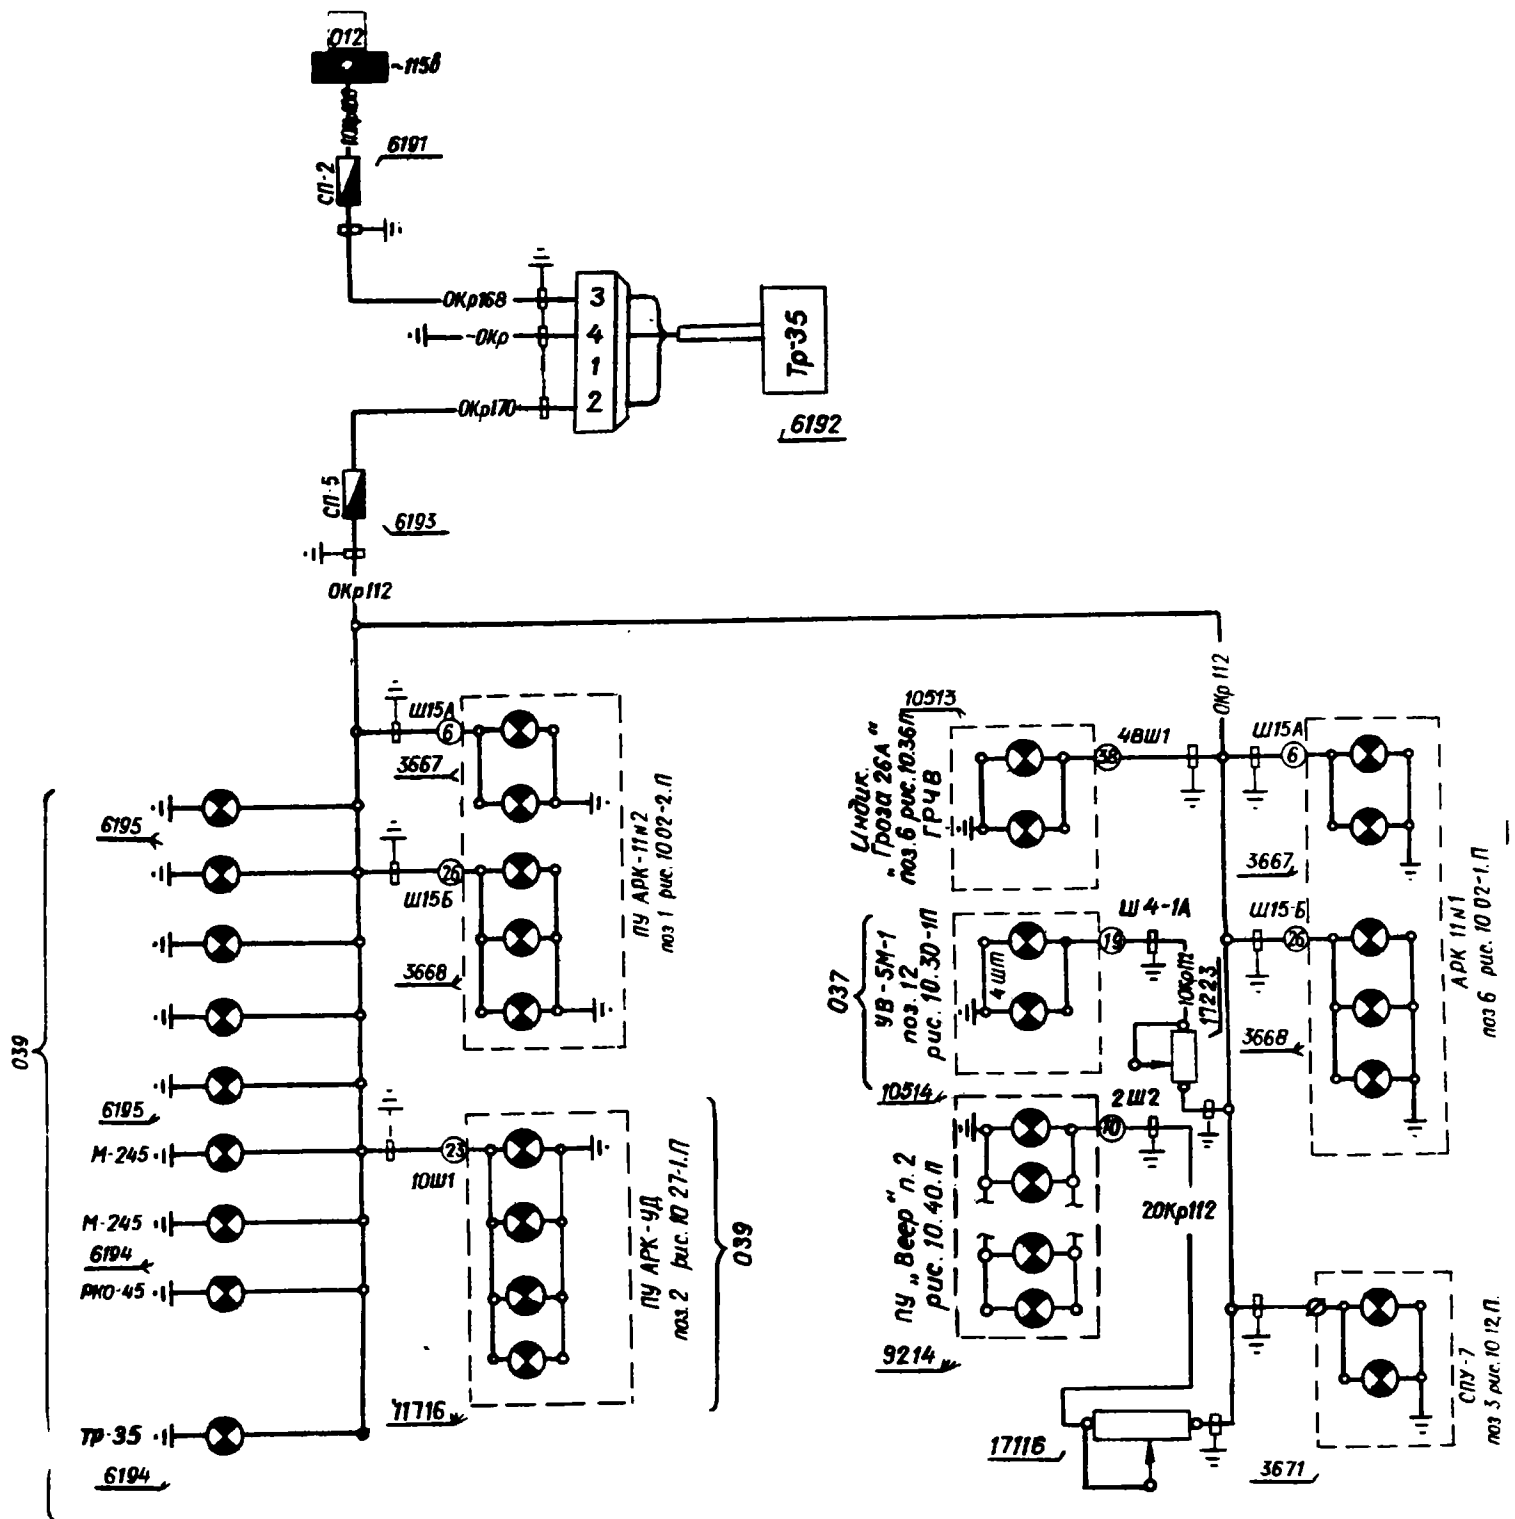 012
~115в
6191
СП-2
ОКр168
-ОКр
ОКр170
3
4
1
2
Тр-35
6192
СП-5
6193
ОКр112
ОКр 112
Ш15А
6
3667
ПУ АРК-11№2
поз 1 рис. 10 02-2.П
26
Ш15Б
3668
039
6195
6195
М-245
М-245
6194
РКО-45
ТР-35
6194
23
10Ш1
ПУ АРК-УД
поз. 2 рис. 10 27-1.П
039
11716
10513
Индик.
„Гроза 26А"
поз. 6 рис. 10.36П
ГРЧВ
38
4ВШ1
Ш15А
6
3667
Ш15-Б
26
3668
АРК 11№1
поз 6 рис. 10 02-1.П
037
УВ-5М-1
поз. 12
рис. 10.30-1П
4 шт
19
Ш 4-1А
17223
10514
2Ш2
10
ПУ „Веер" п. 2
рис. 10.40.П
20Кр112
9214
17116
3671
СПУ-7
поз 3 рис. 10 12.П.